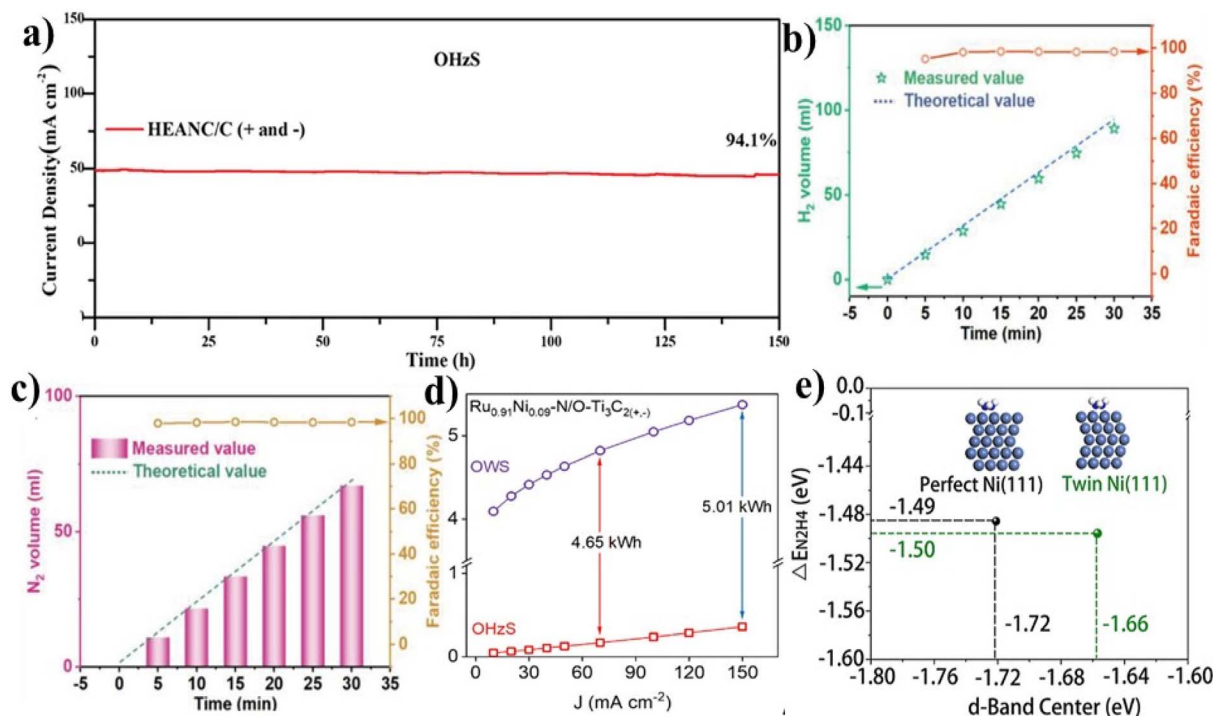 a)
150
100
50
0
Current Density(mA cm⁻²)
OHzS
HEANC/C (+ and -)
94.1%
0 25 50 75 100 125 150
Time (h)
b)
150
100
50
0
H₂ volume (ml)
Measured value
Theoretical value
100
80
60
40
20
0
Faradaic efficiency (%)
-5 0 5 10 15 20 25 30 35
Time (min)
c)
100
50
0
N₂ volume (ml)
Measured value
Theoretical value
100
80
60
40
20
0
Faradaic efficiency (%)
-5 0 5 10 15 20 25 30 35
Time (min)
d)
Ru₀.₉₁Ni₀.₀₉-N/O-Ti₃C₂₍₊,₋₎
5
4
1
0
OWS
4.65 kWh
5.01 kWh
OHzS
0 30 60 90 120 150
J (mA cm⁻²)
e)
0.0
-0.1
-1.44
-1.48
-1.52
-1.56
-1.60
△EN2H4 (eV)
Perfect Ni(111)
Twin Ni(111)
-1.49
-1.50
-1.72
-1.66
-1.80 -1.76 -1.72 -1.68 -1.64 -1.60
d-Band Center (eV)